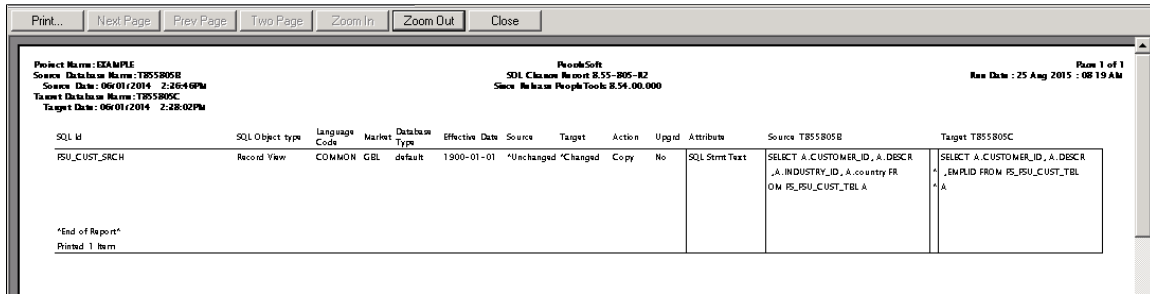 Print... Next Page Prev Page Two Page Zoom In Zoom Out Close
Project Name: EXAMPLE PeopleSoft Page 1 of 1
Source Database Name: T855805B SQL Change Report 8.55-805-R2 Run Date : 25 Aug 2015 : 08 19 AM
Source Date: 06/01/2014 2:26:46PM Since Release PeopleTools 8.54.00.000
Target Database Name: T855805C
Target Date: 06/01/2014 2:28:02PM
SQL Id SQL Object type Language Code Market Database Type Effective Date Source Target Action Upgrd Attribute Source T855805B Target T855805C
PSU_CUST_SRCH Record View COMMON GBL default 1900-01-01 *Unchanged *Changed Copy No SQL Stmt Text SELECT A.CUSTOMER_ID, A.DESCR SELECT A.CUSTOMER_ID, A.DESCR
,A.INDUSTRY_ID, A.country FR ^ ,EMPLID FROM PS_PSU_CUST_TBL
OM PS_PSU_CUST_TBL A ^ A
*End of Report*
Printed 1 Item